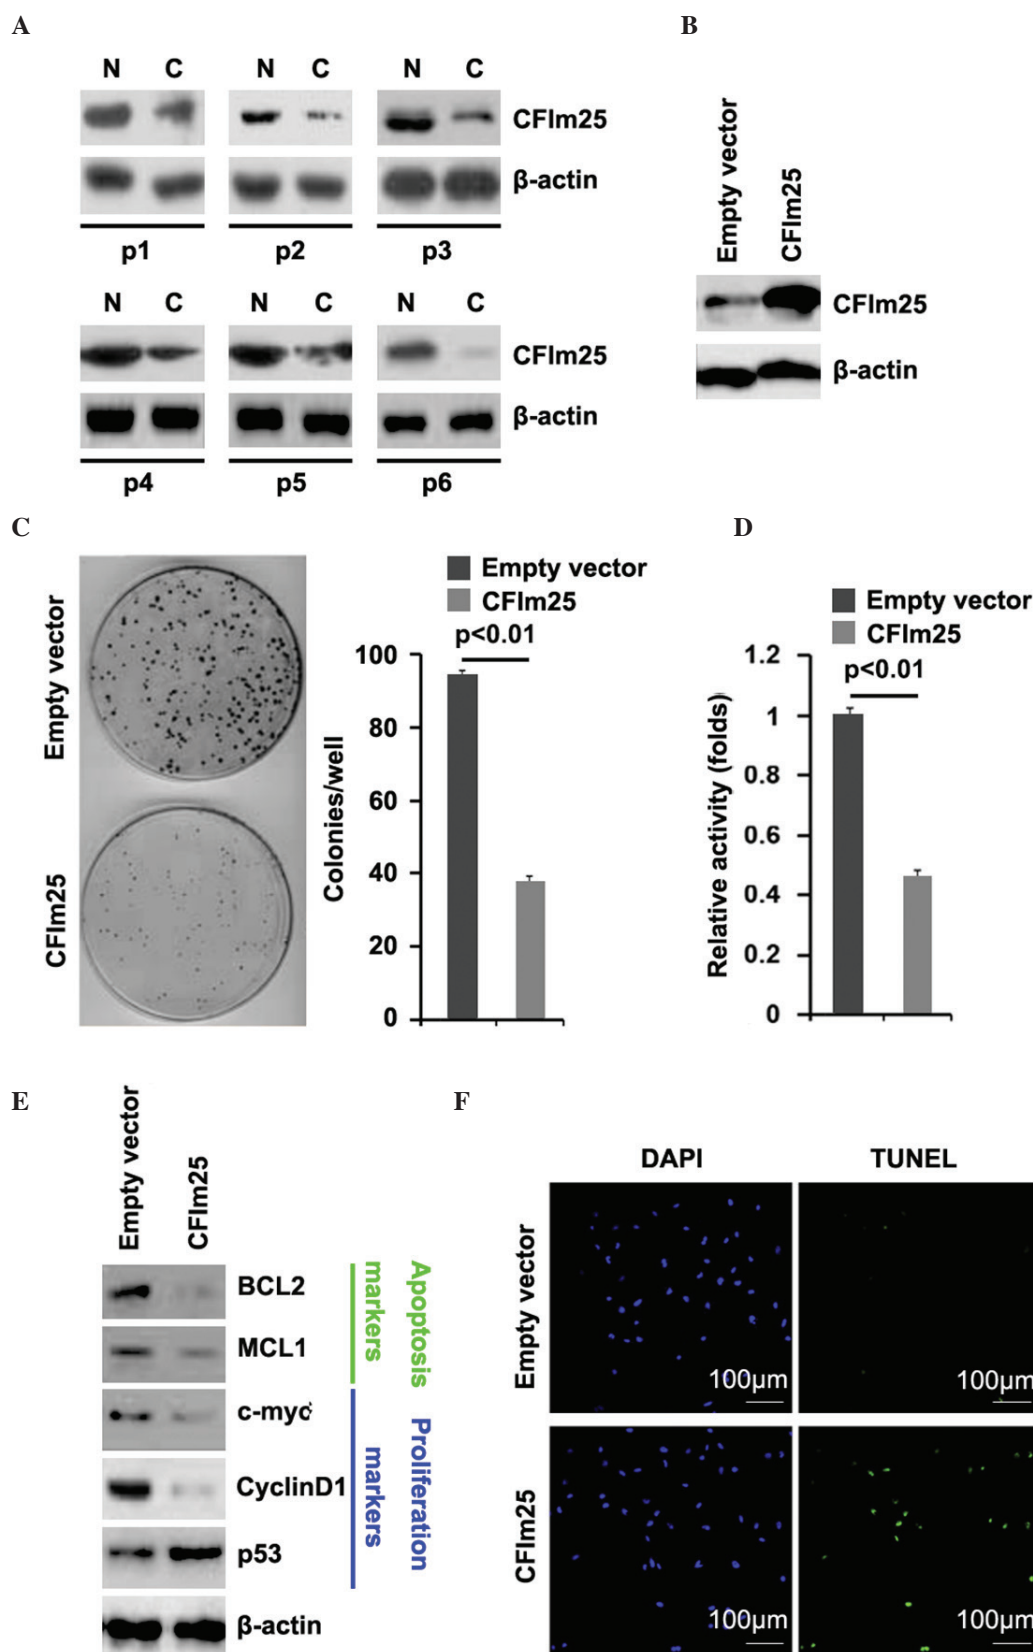 A
N C N C N C
CFIm25
β-actin
p1 p2 p3
N C N C N C
CFIm25
β-actin
p4 p5 p6
B
Empty vector
CFIm25
CFIm25
β-actin
C
Empty vector
CFIm25
Empty vector
CFIm25
p<0.01
Colonies/well
100
80
60
40
20
0
D
Empty vector
CFIm25
p<0.01
Relative activity (folds)
1.2
1
0.8
0.6
0.4
0.2
0
E
Empty vector
CFIm25
BCL2
MCL1
c-myc
CyclinD1
p53
β-actin
Apoptosis
markers
Proliferation
markers
F
DAPI TUNEL
Empty vector
100μm 100μm
CFIm25
100μm 100μm